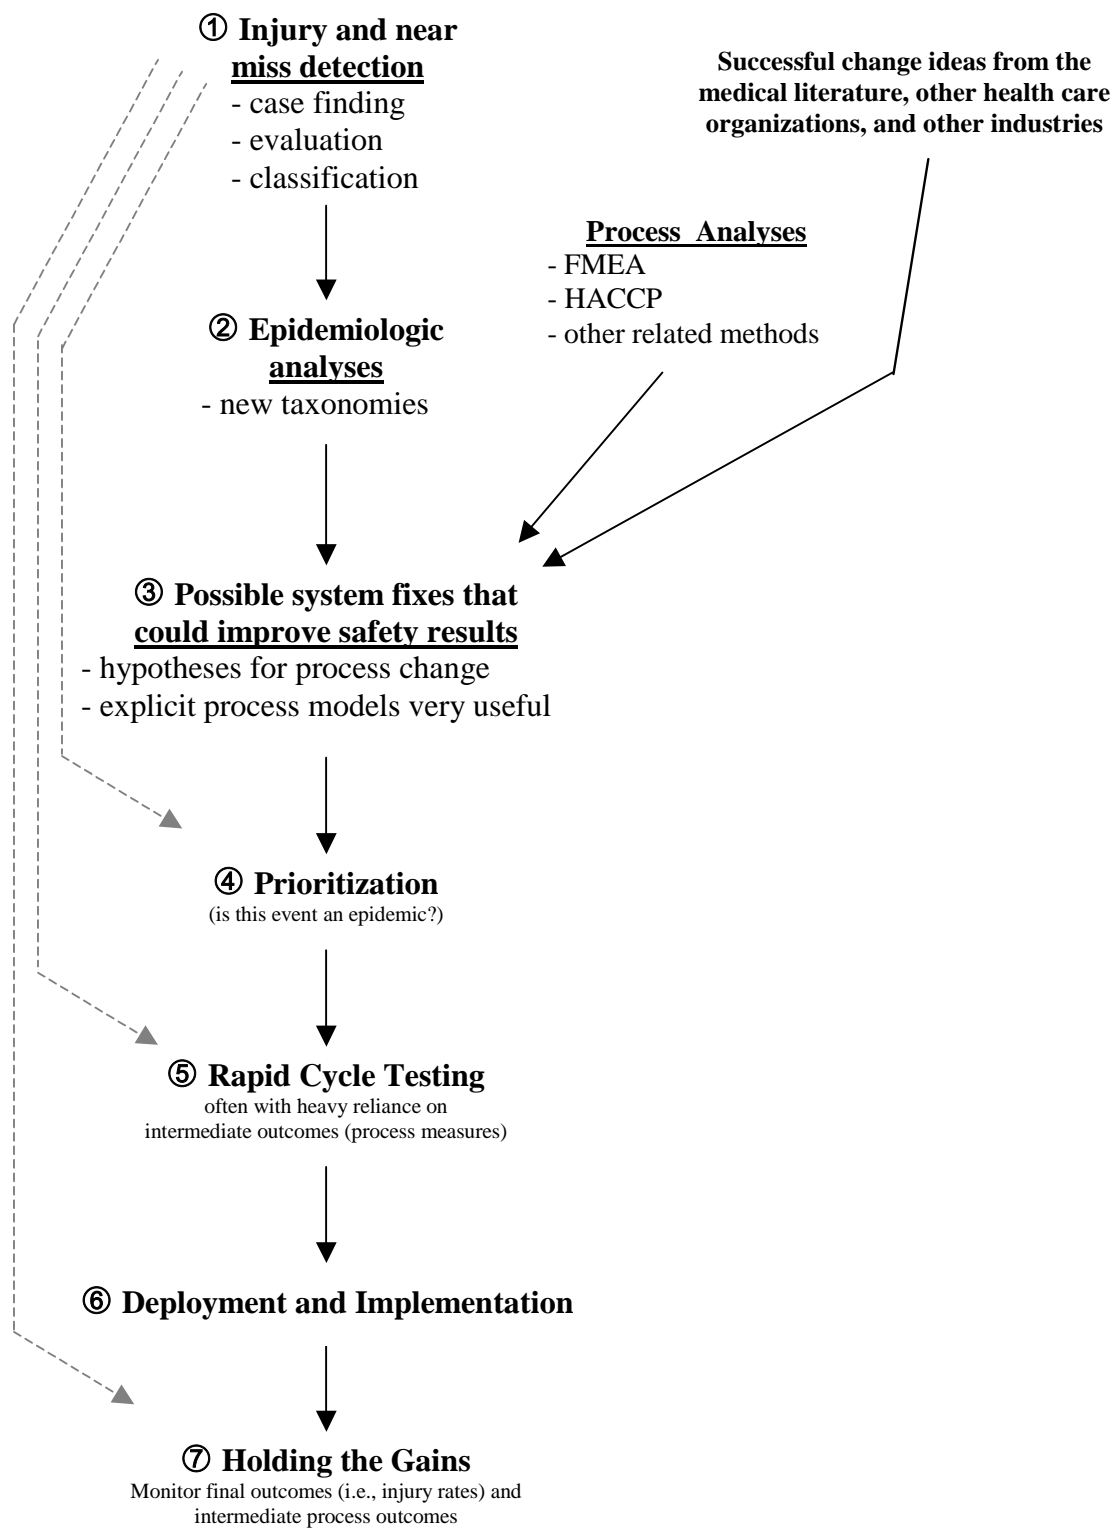 ① Injury and near
miss detection
- case finding
- evaluation
- classification
Successful change ideas from the
medical literature, other health care
organizations, and other industries
Process Analyses
- FMEA
- HACCP
- other related methods
② Epidemiologic
analyses
- new taxonomies
③ Possible system fixes that
could improve safety results
- hypotheses for process change
- explicit process models very useful
④ Prioritization
(is this event an epidemic?)
⑤ Rapid Cycle Testing
often with heavy reliance on
intermediate outcomes (process measures)
⑥ Deployment and Implementation
⑦ Holding the Gains
Monitor final outcomes (i.e., injury rates) and
intermediate process outcomes